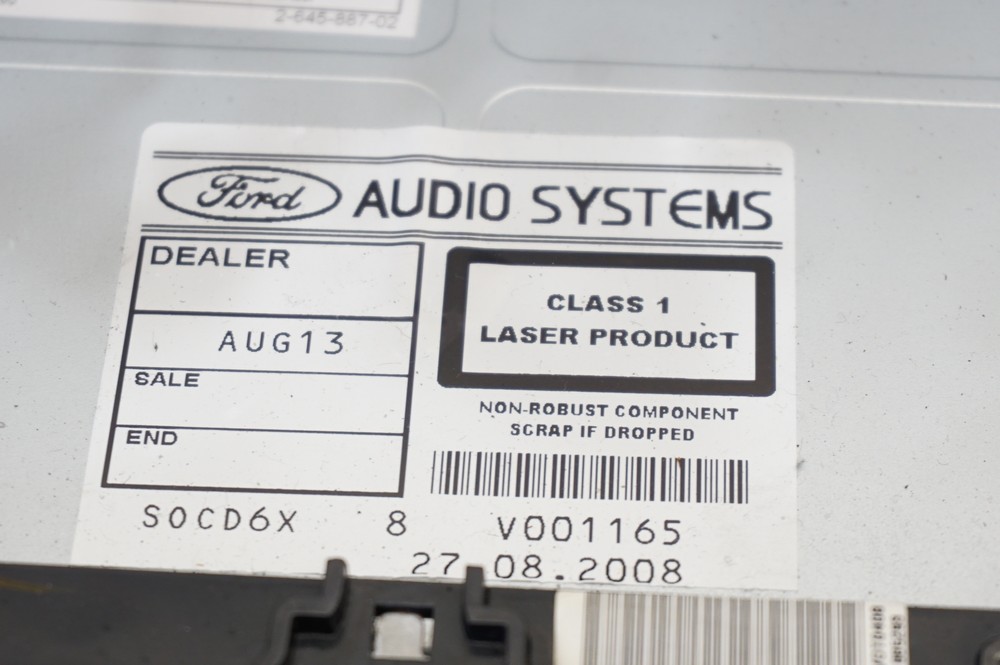 2-645-887-02
Ford AUDIO SYSTEMS
DEALER
AUG13
SALE
END
CLASS 1
LASER PRODUCT
NON-ROBUST COMPONENT
SCRAP IF DROPPED
SOCD6X 8 V001165
27.08.2008